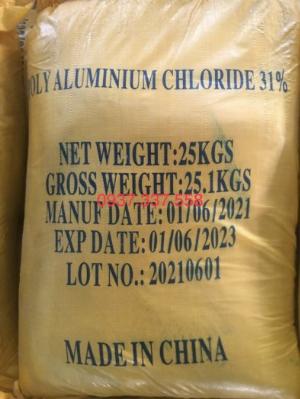 POLY ALUMINIUM CHLORIDE 31%
NET WEIGHT:25KGS
GROSS WEIGHT:25.1KGS
MANUF DATE: 01/06/2021
0937 337 558
EXP DATE: 01/06/2023
LOT NO.: 20210601
MADE IN CHINA